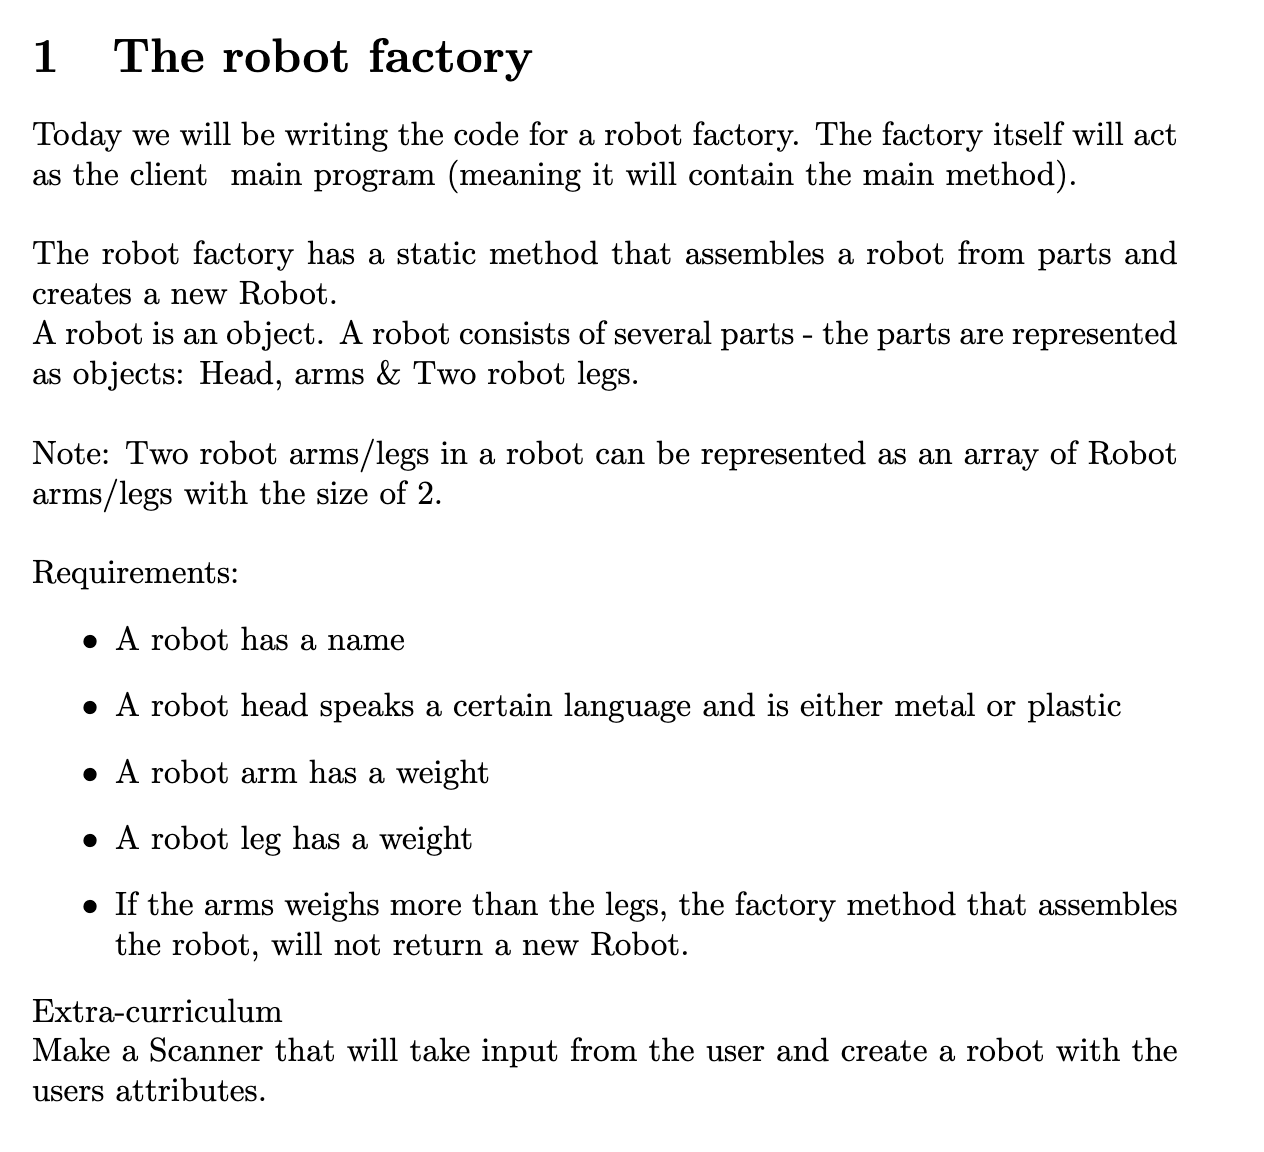 1 The robot factory
Today we will be writing the code for a robot factory. The factory itself will act
as the client main program (meaning it will contain the main method).
The robot factory has a static method that assembles a robot from parts and
creates a new Robot.
A robot is an object. A robot consists of several parts - the parts are represented
as objects: Head, arms & Two robot legs.
Note: Two robot arms/legs in a robot can be represented as an array of Robot
arms/legs with the size of 2.
Requirements:
• A robot has a name
• A robot head speaks a certain language and is either metal or plastic
• A robot arm has a weight
• A robot leg has a weight
• If the arms weighs more than the legs, the factory method that assembles
the robot, will not return a new Robot.
Extra-curriculum
Make a Scanner that will take input from the user and create a robot with the
users attributes.